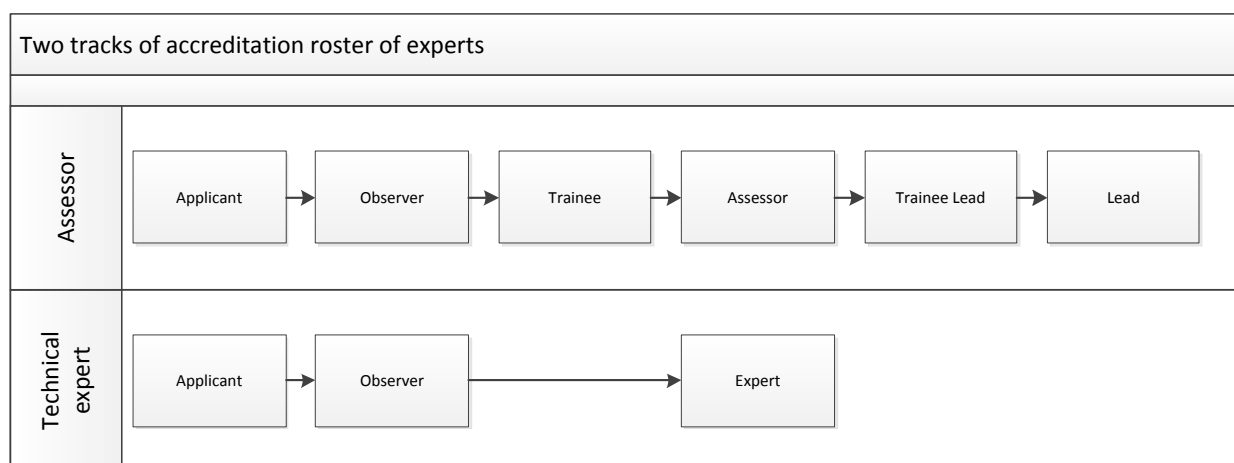 Two tracks of accreditation roster of experts
Assessor
Applicant
Observer
Trainee
Assessor
Trainee Lead
Lead
Technical
expert
Applicant
Observer
Expert